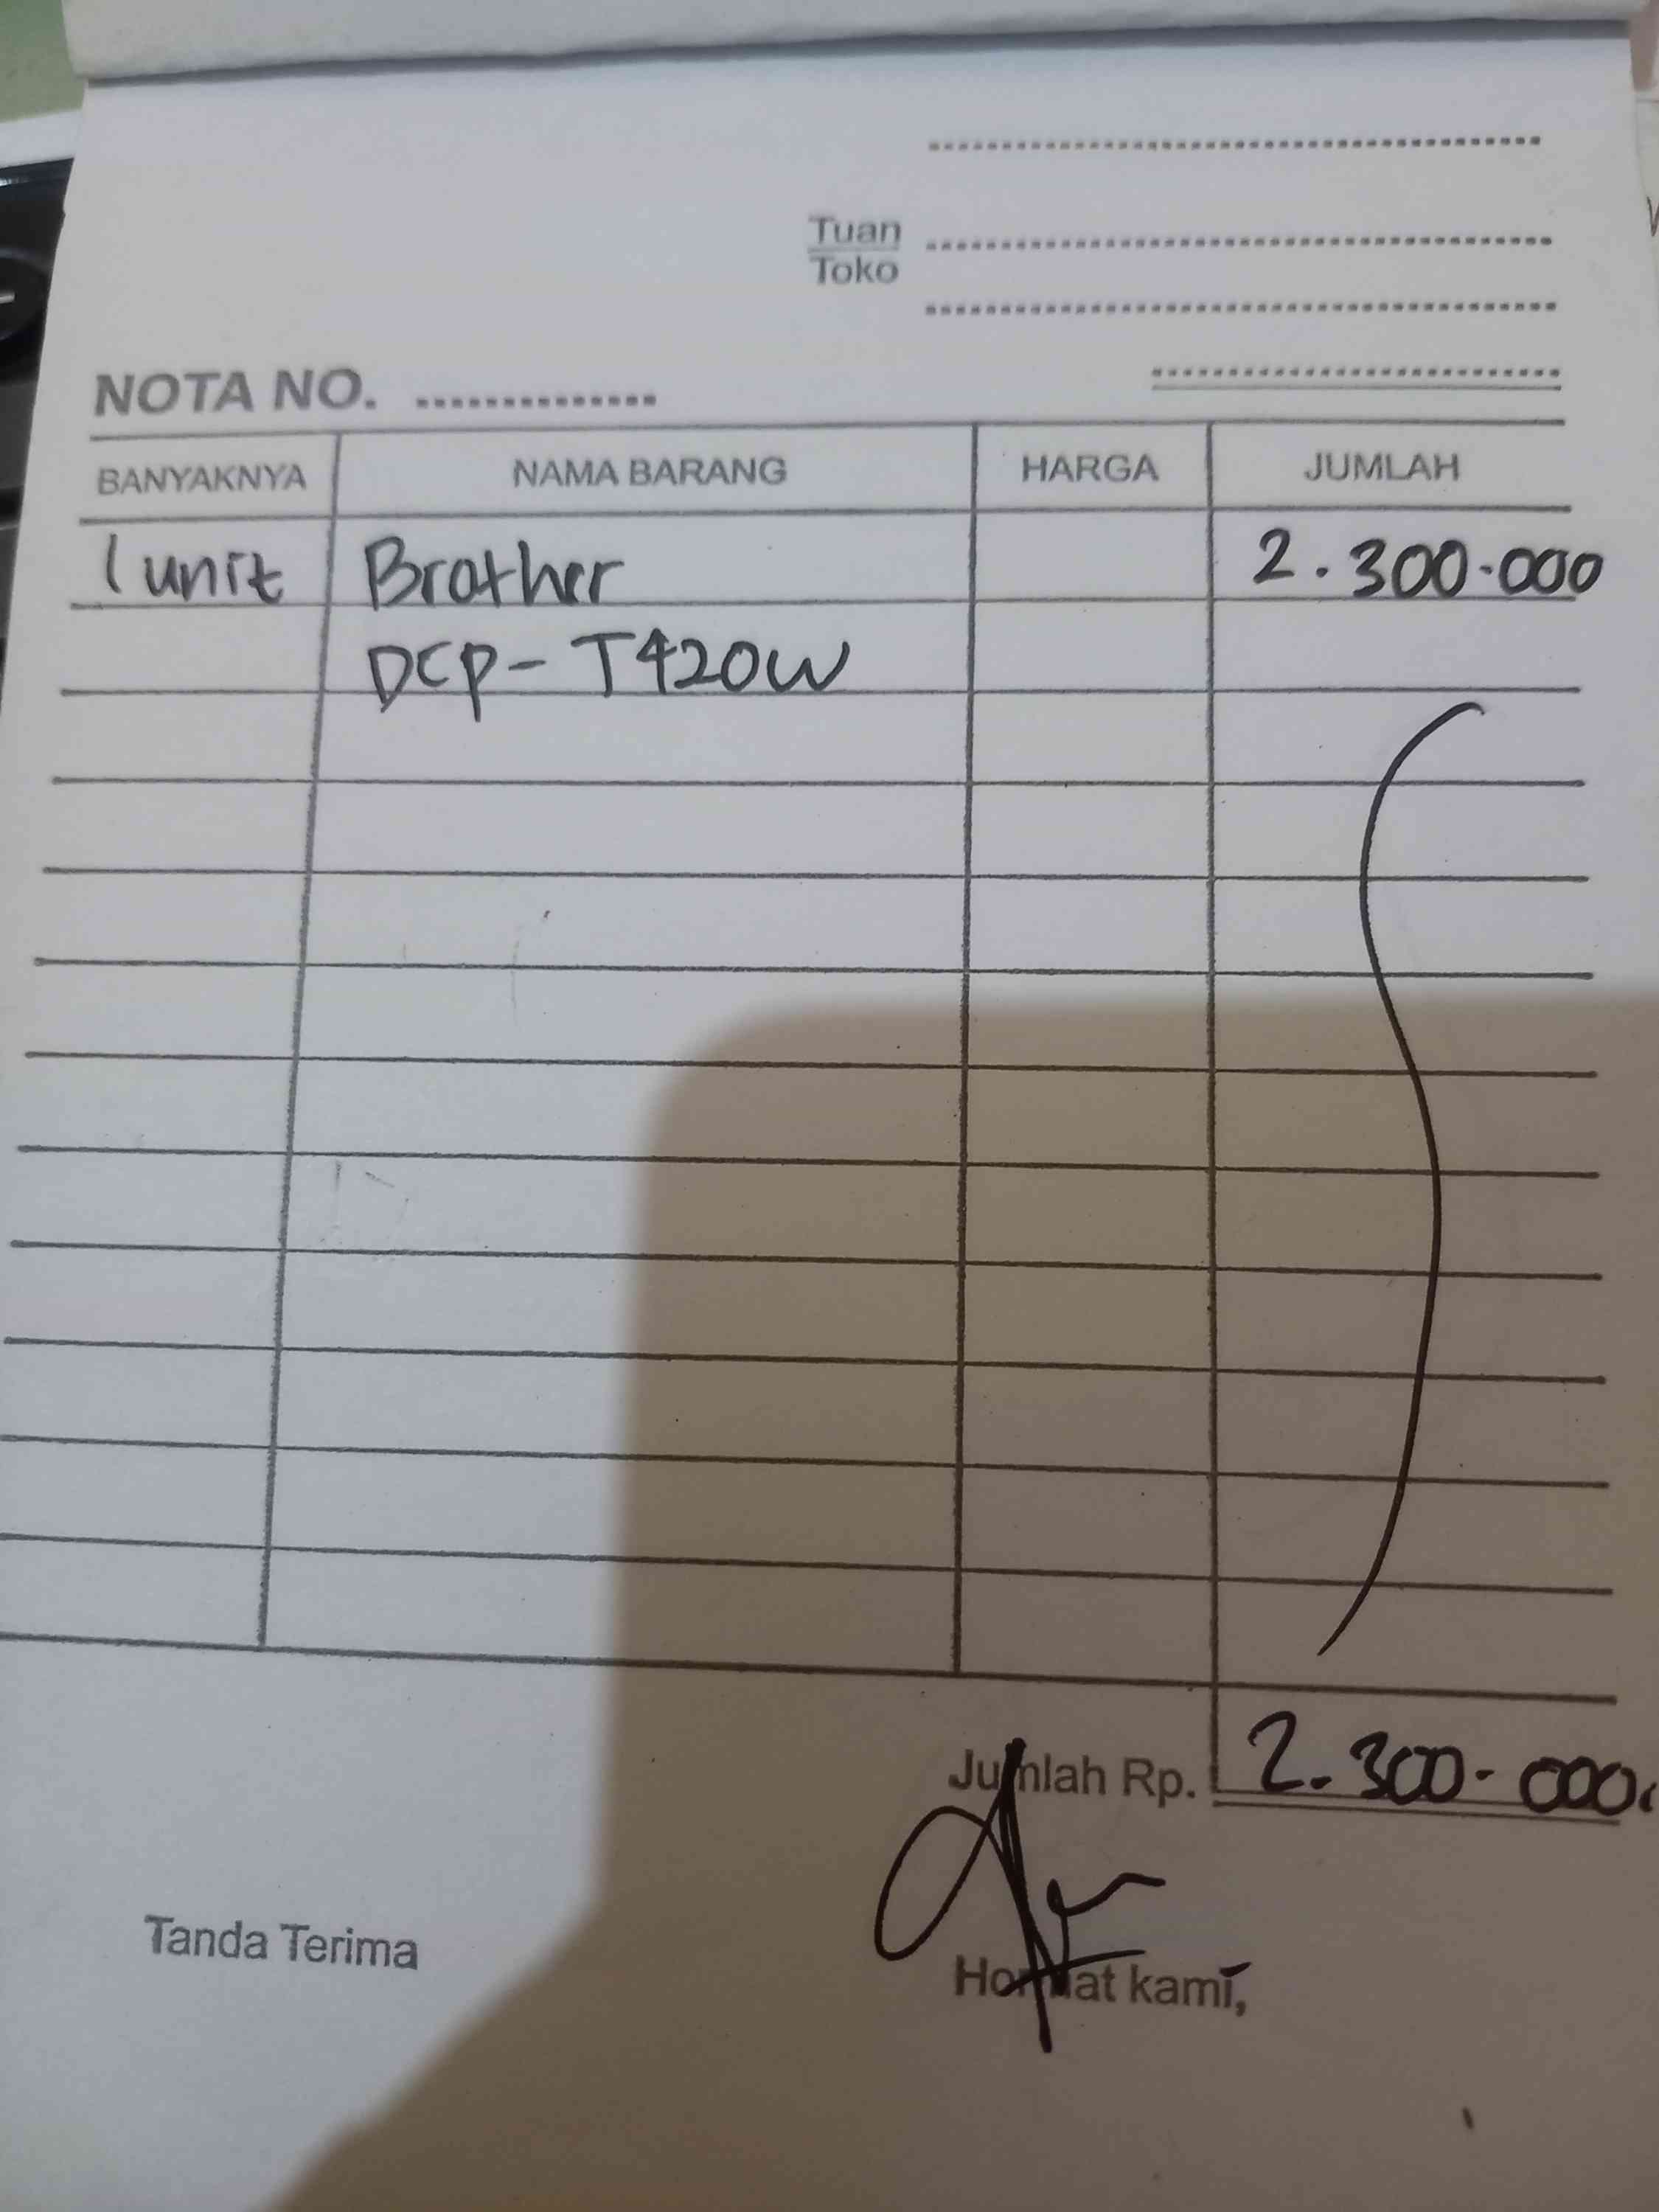 Tuan
Toko
NOTA NO.
BANYAKNYA NAMA BARANG HARGA JUMLAH
1 unit Brother 2.300.000
DCP-T420W
Jumlah Rp. 2.300.000
Tanda Terima Hormat kami,